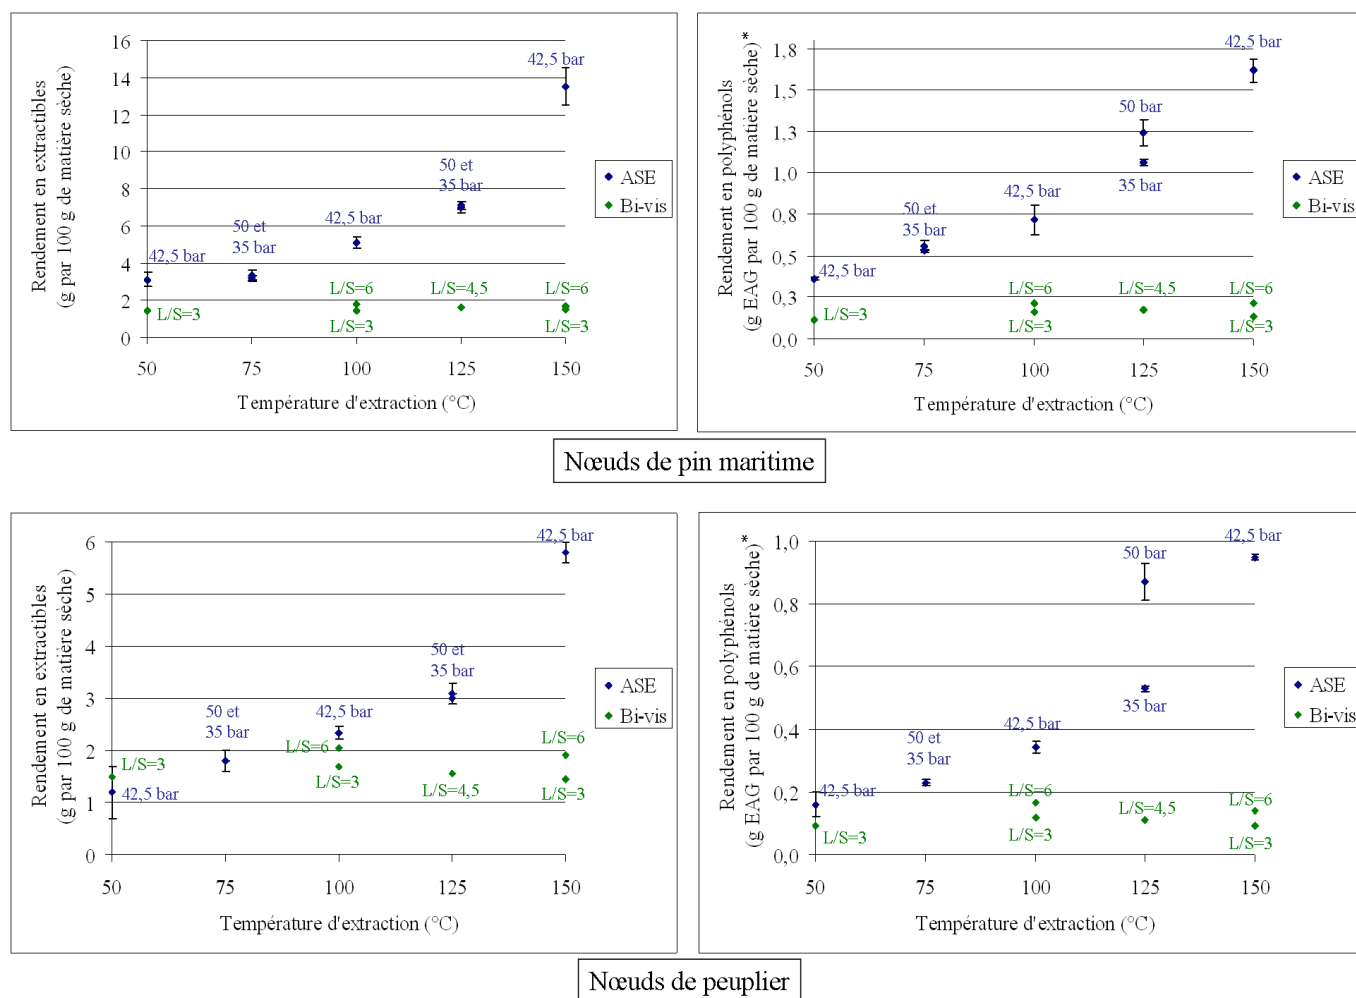 Rendement en extractibles
(g par 100 g de matière sèche)
16
14
12
10
8
6
4
2
0
42,5 bar
50 et
35 bar
42,5 bar
50 et
35 bar
42,5 bar
L/S=3
L/S=6
L/S=3
L/S=4,5
L/S=6
L/S=3
50
75
100
125
150
Température d'extraction (°C)
ASE
Bi-vis
Rendement en polyphénols
(g EAG par 100 g de matière sèche)*
1,8
1,5
1,3
1,0
0,8
0,5
0,3
0,0
42,5 bar
50 et
35 bar
42,5 bar
50 bar
35 bar
42,5 bar
L/S=3
L/S=6
L/S=3
L/S=4,5
L/S=6
L/S=3
50
75
100
125
150
Température d'extraction (°C)
ASE
Bi-vis
Nœuds de pin maritime
Rendement en extractibles
(g par 100 g de matière sèche)
6
5
4
3
2
1
0
L/S=3
42,5 bar
50 et
35 bar
42,5 bar
L/S=6
L/S=3
50 et
35 bar
L/S=4,5
42,5 bar
L/S=6
L/S=3
50
75
100
125
150
Température d'extraction (°C)
ASE
Bi-vis
Rendement en polyphénols
(g EAG par 100 g de matière sèche)*
1,0
0,8
0,6
0,4
0,2
0,0
42,5 bar
L/S=3
50 et
35 bar
42,5 bar
L/S=6
L/S=3
50 bar
35 bar
L/S=4,5
42,5 bar
L/S=6
L/S=3
50
75
100
125
150
Température d'extraction (°C)
ASE
Bi-vis
Nœuds de peuplier